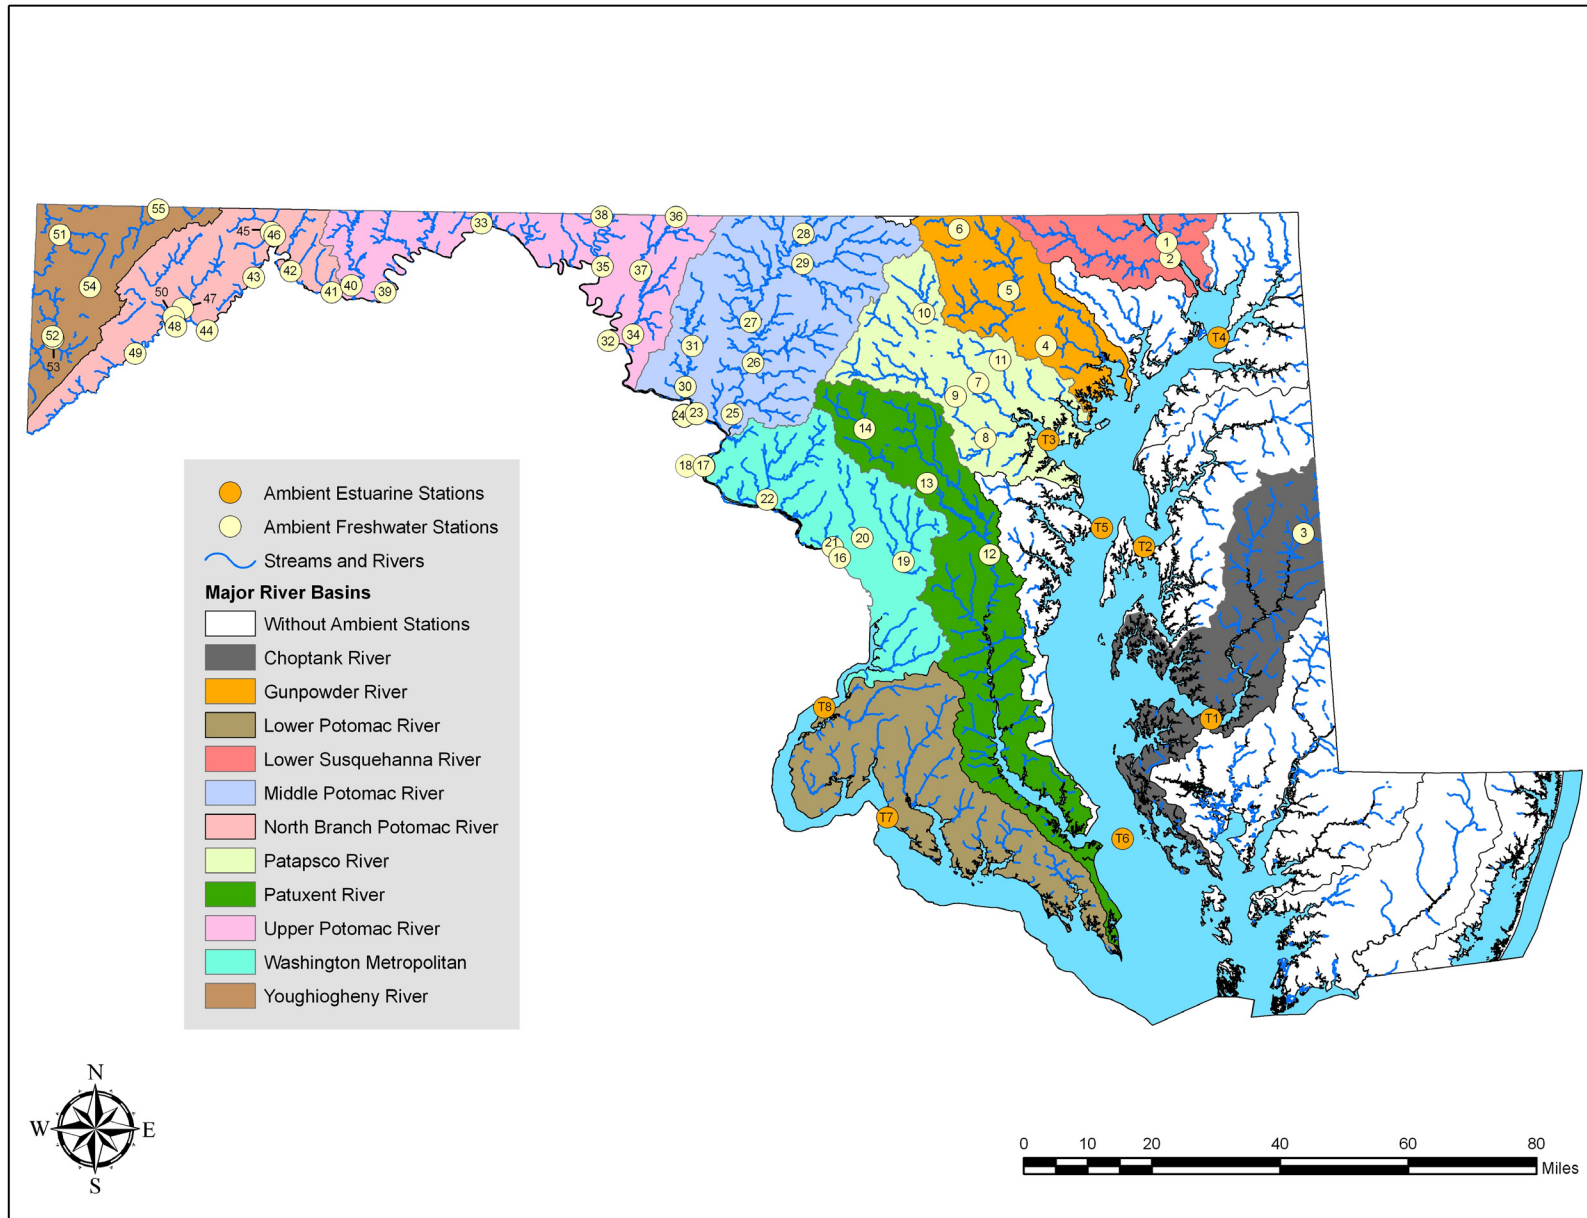 55
38
36
33
28
6
51
45
46
1
2
29
35
37
43
42
54
41
40
39
5
50
47
10
48
44
27
T4
52
32
34
31
4
49
53
26
11
7
30
9
24
23
25
14
8
T3
18
17
13
22
T5
3
21
20
T2
16
19
12
T8
T1
T7
T6
Ambient Estuarine Stations
Ambient Freshwater Stations
Streams and Rivers
Major River Basins
Without Ambient Stations
Choptank River
Gunpowder River
Lower Potomac River
Lower Susquehanna River
Middle Potomac River
North Branch Potomac River
Patapsco River
Patuxent River
Upper Potomac River
Washington Metropolitan
Youghiogheny River
N
W E
S
0 10 20 40 60 80
Miles